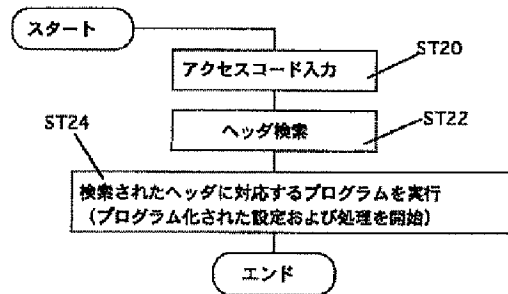 スタート
アクセスコード入力
ST20
ヘッダ検索
ST22
ST24
検索されたヘッダに対応するプログラムを実行
(プログラム化された設定および処理を開始)
エンド